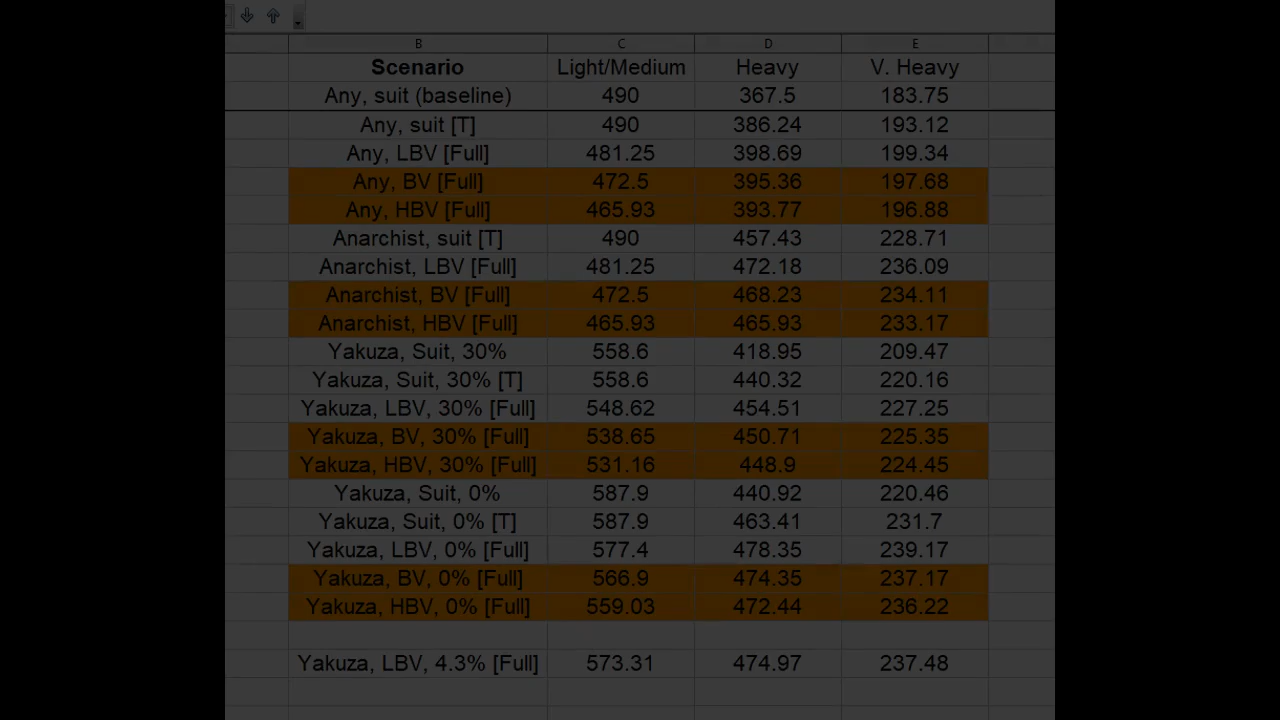 B C D E
Scenario Light/Medium Heavy V. Heavy
Any, suit (baseline) 490 367.5 183.75
Any, suit [T] 490 386.24 193.12
Any, LBV [Full] 481.25 398.69 199.34
Any, BV [Full] 472.5 395.36 197.68
Any, HBV [Full] 465.93 393.77 196.88
Anarchist, suit [T] 490 457.43 228.71
Anarchist, LBV [Full] 481.25 472.18 236.09
Anarchist, BV [Full] 472.5 468.23 234.11
Anarchist, HBV [Full] 465.93 465.93 233.17
Yakuza, Suit, 30% 558.6 418.95 209.47
Yakuza, Suit, 30% [T] 558.6 440.32 220.16
Yakuza, LBV, 30% [Full] 548.62 454.51 227.25
Yakuza, BV, 30% [Full] 538.65 450.71 225.35
Yakuza, HBV, 30% [Full] 531.16 448.9 224.45
Yakuza, Suit, 0% 587.9 440.92 220.46
Yakuza, Suit, 0% [T] 587.9 463.41 231.7
Yakuza, LBV, 0% [Full] 577.4 478.35 239.17
Yakuza, BV, 0% [Full] 566.9 474.35 237.17
Yakuza, HBV, 0% [Full] 559.03 472.44 236.22
Yakuza, LBV, 4.3% [Full] 573.31 474.97 237.48